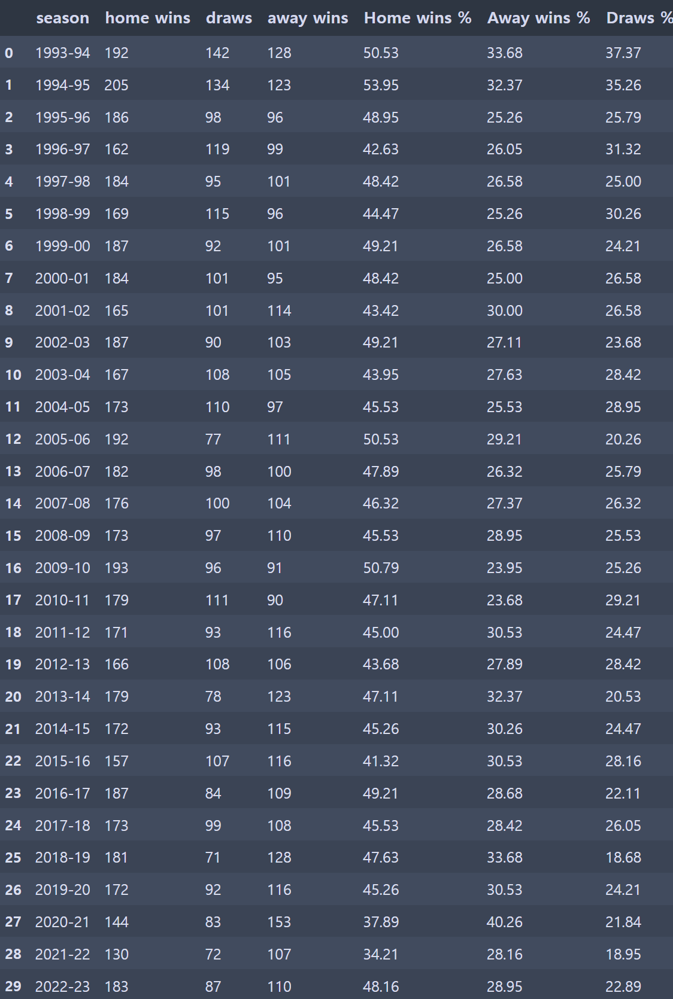 season home wins draws away wins Home wins % Away wins % Draws %
0 1993-94 192 142 128 50.53 33.68 37.37
1 1994-95 205 134 123 53.95 32.37 35.26
2 1995-96 186 98 96 48.95 25.26 25.79
3 1996-97 162 119 99 42.63 26.05 31.32
4 1997-98 184 95 101 48.42 26.58 25.00
5 1998-99 169 115 96 44.47 25.26 30.26
6 1999-00 187 92 101 49.21 26.58 24.21
7 2000-01 184 101 95 48.42 25.00 26.58
8 2001-02 165 101 114 43.42 30.00 26.58
9 2002-03 187 90 103 49.21 27.11 23.68
10 2003-04 167 108 105 43.95 27.63 28.42
11 2004-05 173 110 97 45.53 25.53 28.95
12 2005-06 192 77 111 50.53 29.21 20.26
13 2006-07 182 98 100 47.89 26.32 25.79
14 2007-08 176 100 104 46.32 27.37 26.32
15 2008-09 173 97 110 45.53 28.95 25.53
16 2009-10 193 96 91 50.79 23.95 25.26
17 2010-11 179 111 90 47.11 23.68 29.21
18 2011-12 171 93 116 45.00 30.53 24.47
19 2012-13 166 108 106 43.68 27.89 28.42
20 2013-14 179 78 123 47.11 32.37 20.53
21 2014-15 172 93 115 45.26 30.26 24.47
22 2015-16 157 107 116 41.32 30.53 28.16
23 2016-17 187 84 109 49.21 28.68 22.11
24 2017-18 173 99 108 45.53 28.42 26.05
25 2018-19 181 71 128 47.63 33.68 18.68
26 2019-20 172 92 116 45.26 30.53 24.21
27 2020-21 144 83 153 37.89 40.26 21.84
28 2021-22 130 72 107 34.21 28.16 18.95
29 2022-23 183 87 110 48.16 28.95 22.89